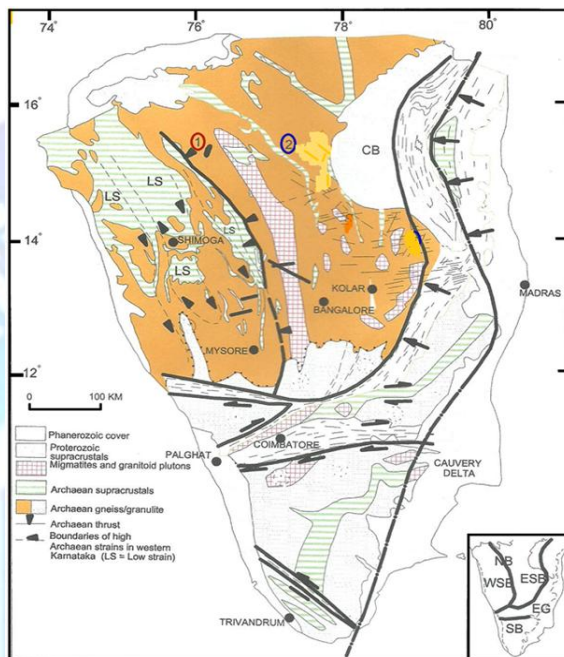 74°
76°
78°
80°
16°
1
2
CB
LS
LS
LS
14°
SHIMOGA
LS
KOLAR
BANGALORE
MADRAS
MYSORE
12°
0 100 KM
COIMBATORE
PALGHAT
CAUVERY
DELTA
Phanerozoic cover
Proterozoic
supracrustals
Migmatites and granitoid plutons
Archaean supracrustals
Archaean gneiss/granulite
Archaean thrust
Boundaries of high
Archaean strains in western
Karnataka (LS = Low strain)
TRIVANDRUM
NB
WSB
ESB
EG
SB